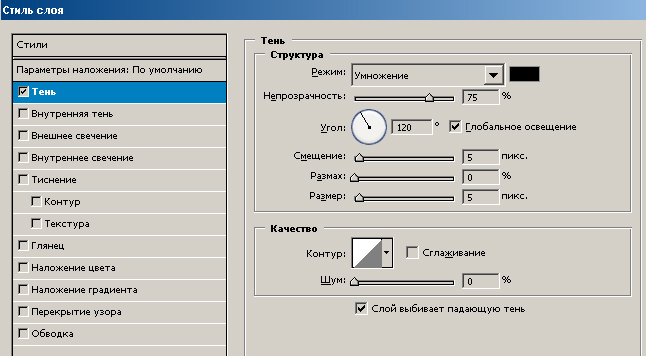 Стиль слоя
Стили
Параметры наложения: По умолчанию
Тень
Внутренняя тень
Внешнее свечение
Внутреннее свечение
Тиснение
Контур
Текстура
Глянец
Наложение цвета
Наложение градиента
Перекрытие узора
Обводка
Тень
Структура
Режим: Умножение
Непрозрачность: 75 %
Угол: 120 ° Глобальное освещение
Смещение: 5 пикс.
Размах: 0 %
Размер: 5 пикс.
Качество
Контур: Сглаживание
Шум: 0 %
Слой выбивает падающую тень